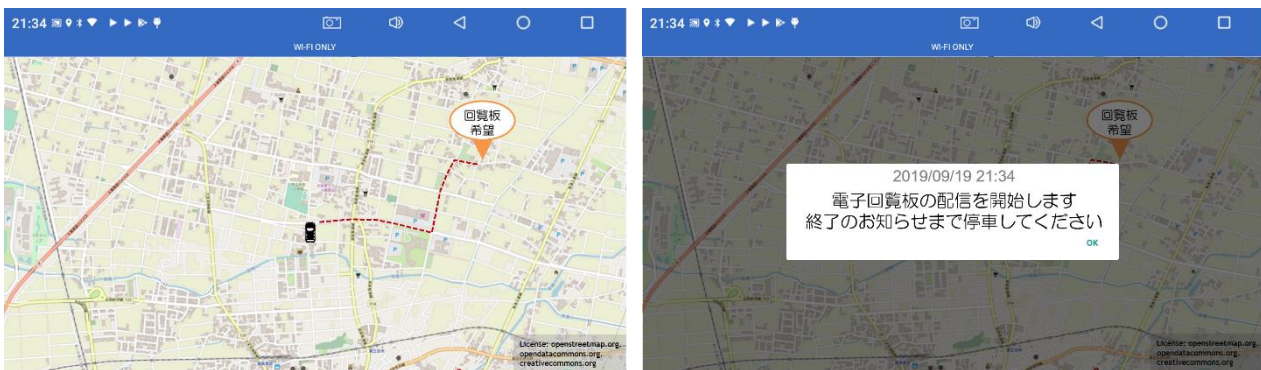 21:34
WI-FI ONLY
回覧板
希望
License: openstreetmap.org,
opendatacommons.org,
creativecommons.org
21:34
WI-FI ONLY
回覧板
希望
2019/09/19 21:34
電子回覧板の配信を開始します
終了のお知らせまで停車してください
OK
License: openstreetmap.org,
opendatacommons.org,
creativecommons.org